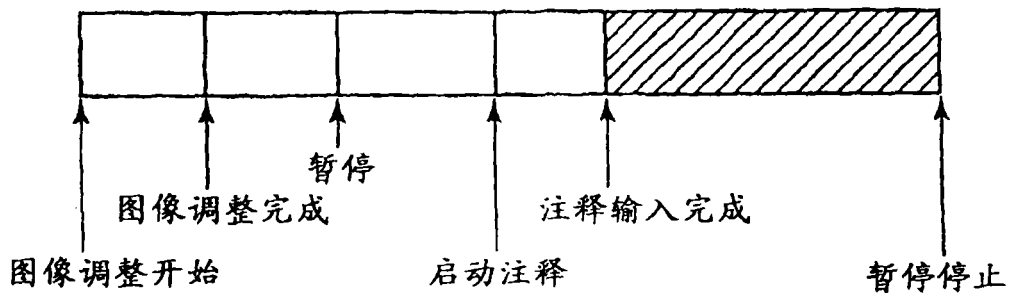 暂停
图像调整完成
注释输入完成
图像调整开始
启动注释
暂停停止